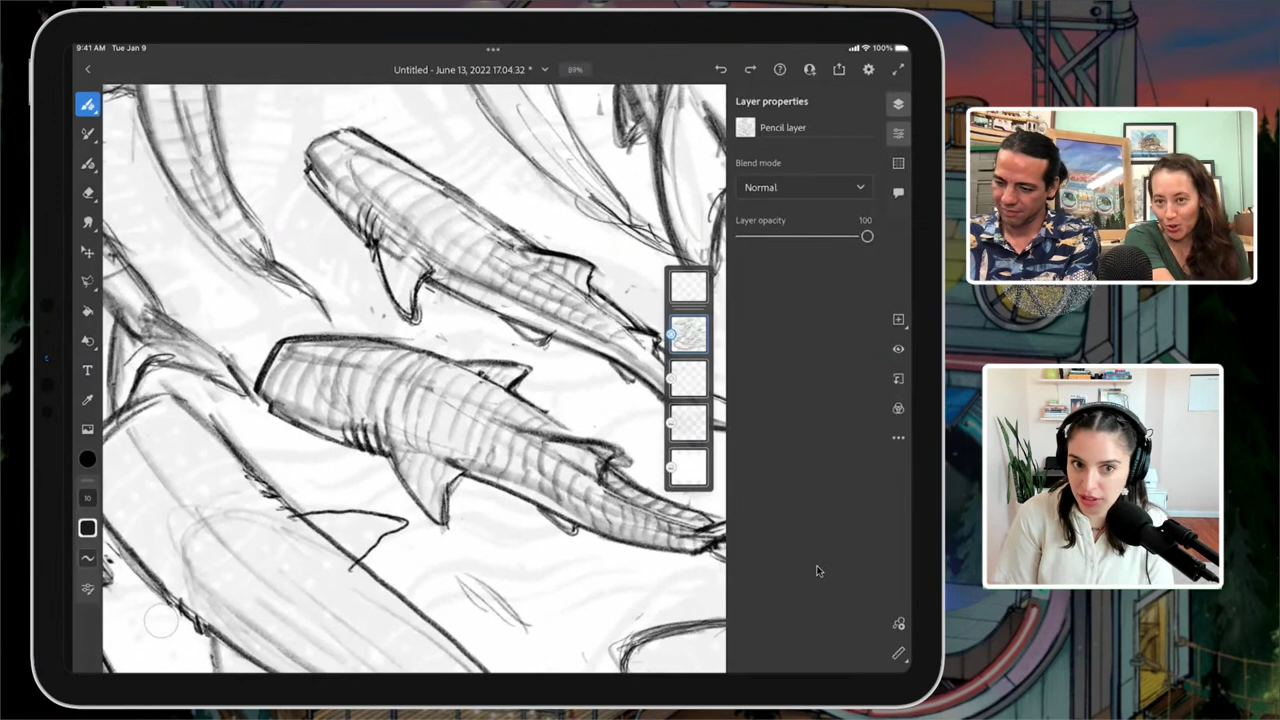 9:41 AM Tue Jan 9
100%
Untitled - June 13, 2022 17.04.32 *
89%
Layer properties
Pencil layer
Blend mode
Normal
Layer opacity
100
T
10